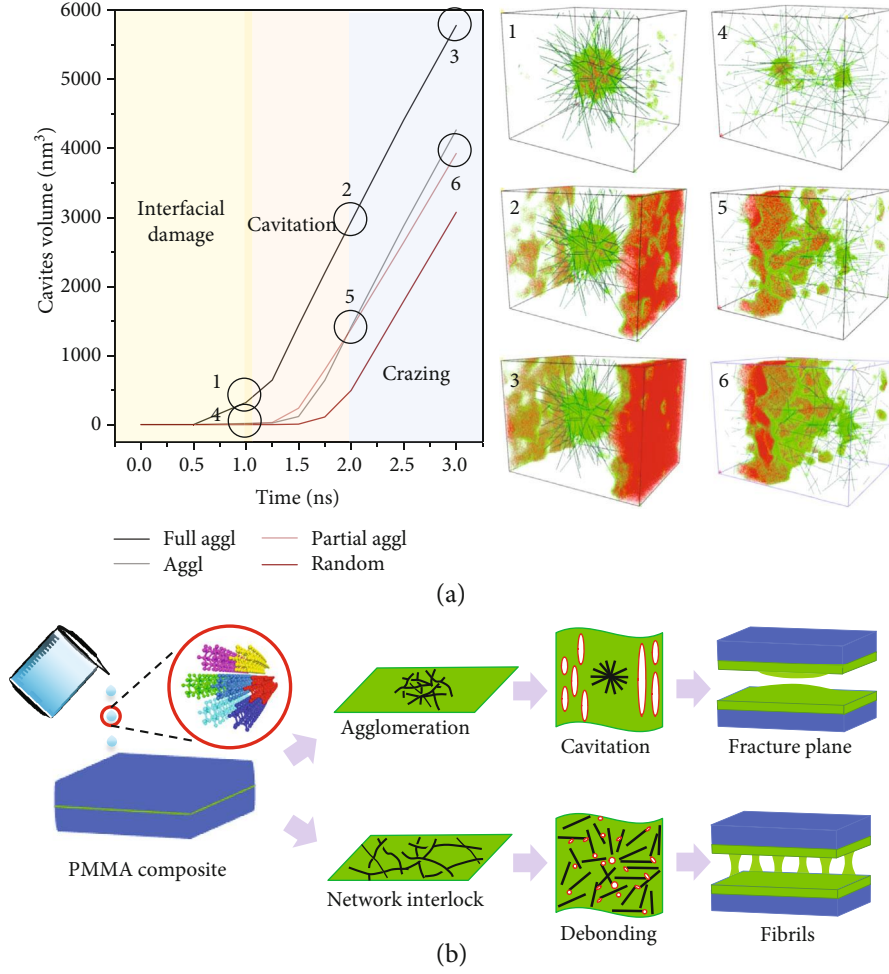 6000
5000
4000
3000
2000
1000
0
Cavites volume (nm³)
Interfacial
damage
Cavitation
Crazing
1
2
3
4
5
6
0.0 0.5 1.0 1.5 2.0 2.5 3.0
Time (ns)
Full aggl
Partial aggl
Aggl
Random
1
4
2
5
3
6
(a)
PMMA composite
Agglomeration
Cavitation
Fracture plane
Network interlock
Debonding
Fibrils
(b)